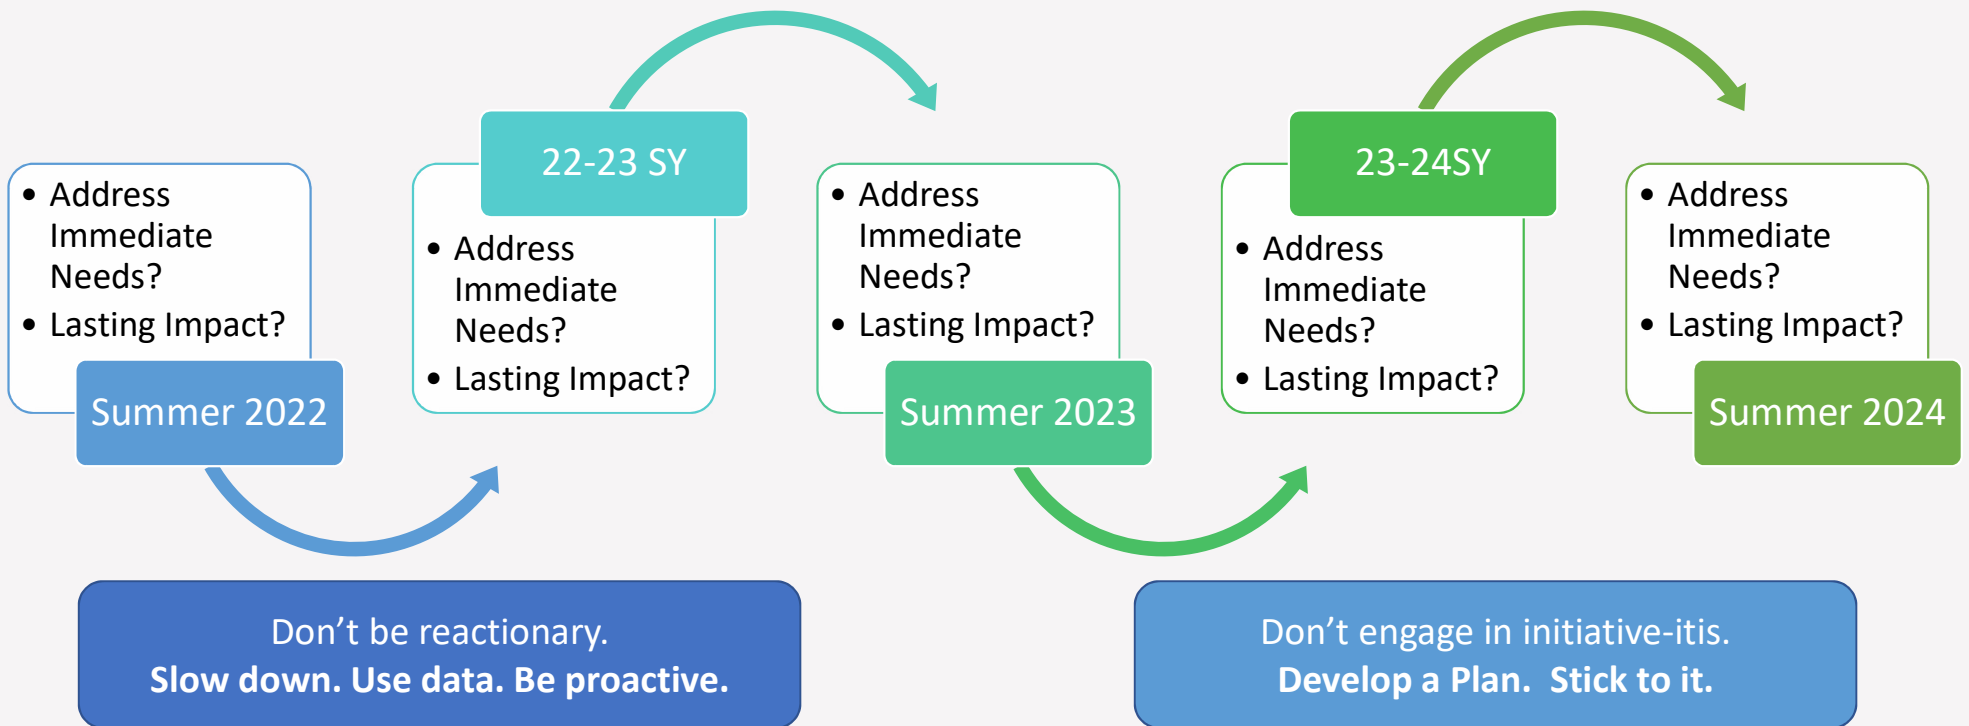 • Address
Immediate
Needs?
• Lasting Impact?
Summer 2022
22-23 SY
• Address
Immediate
Needs?
• Lasting Impact?
• Address
Immediate
Needs?
• Lasting Impact?
Summer 2023
23-24SY
• Address
Immediate
Needs?
• Lasting Impact?
• Address
Immediate
Needs?
• Lasting Impact?
Summer 2024
Don’t be reactionary.
Slow down. Use data. Be proactive.
Don’t engage in initiative-itis.
Develop a Plan.  Stick to it.